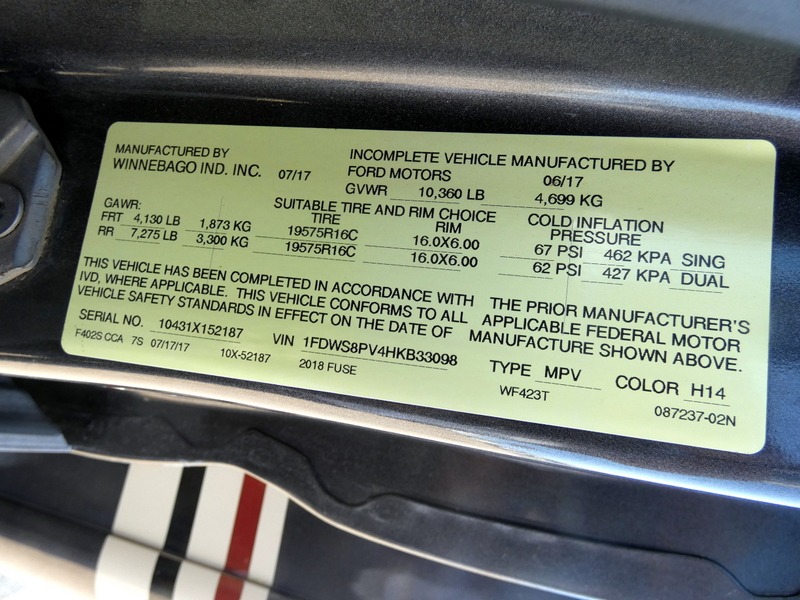 MANUFACTURED BY
WINNEBAGO IND. INC. 07/17
INCOMPLETE VEHICLE MANUFACTURED BY
FORD MOTORS 06/17
GVWR 10,360 LB 4,699 KG
GAWR: SUITABLE TIRE AND RIM CHOICE COLD INFLATION
TIRE RIM PRESSURE
FRT 4,130 LB 1,873 KG 19575R16C 16.0X6.00 67 PSI 462 KPA SING
RR 7,275 LB 3,300 KG 19575R16C 16.0X6.00 62 PSI 427 KPA DUAL
THIS VEHICLE HAS BEEN COMPLETED IN ACCORDANCE WITH THE PRIOR MANUFACTURER'S
IVD, WHERE APPLICABLE. THIS VEHICLE CONFORMS TO ALL APPLICABLE FEDERAL MOTOR
VEHICLE SAFETY STANDARDS IN EFFECT ON THE DATE OF MANUFACTURE SHOWN ABOVE.
SERIAL NO. 10431X152187 VIN 1FDWS8PV4HKB33098 TYPE MPV COLOR H14
F402S CCA 7S 07/17/17 10X-52187 2018 FUSE WF423T 087237-02N